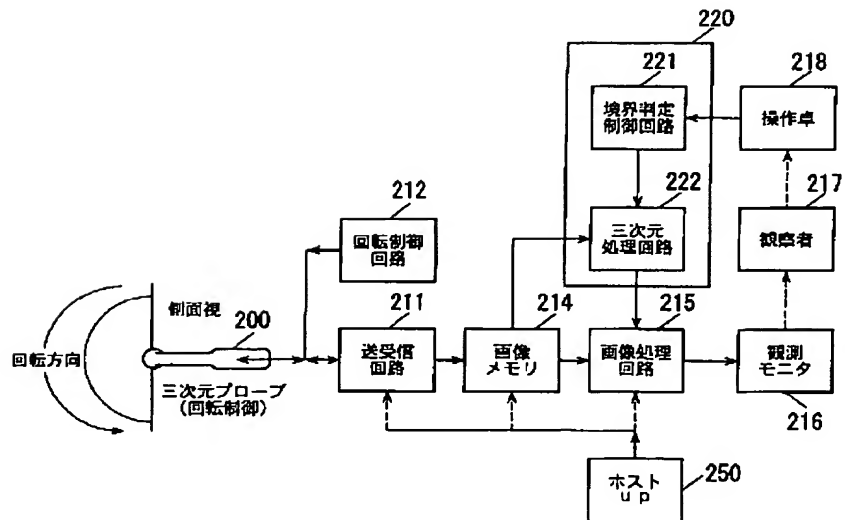 220
221
境界判定
制御回路
218
操作卓
222
三次元
処理回路
217
観察者
212
回転制御
回路
側面視
200
回転方向
三次元プローブ
(回転制御)
211
送受信
回路
214
画像
メモリ
215
画像処理
回路
観測
モニタ
216
ホスト
up
250